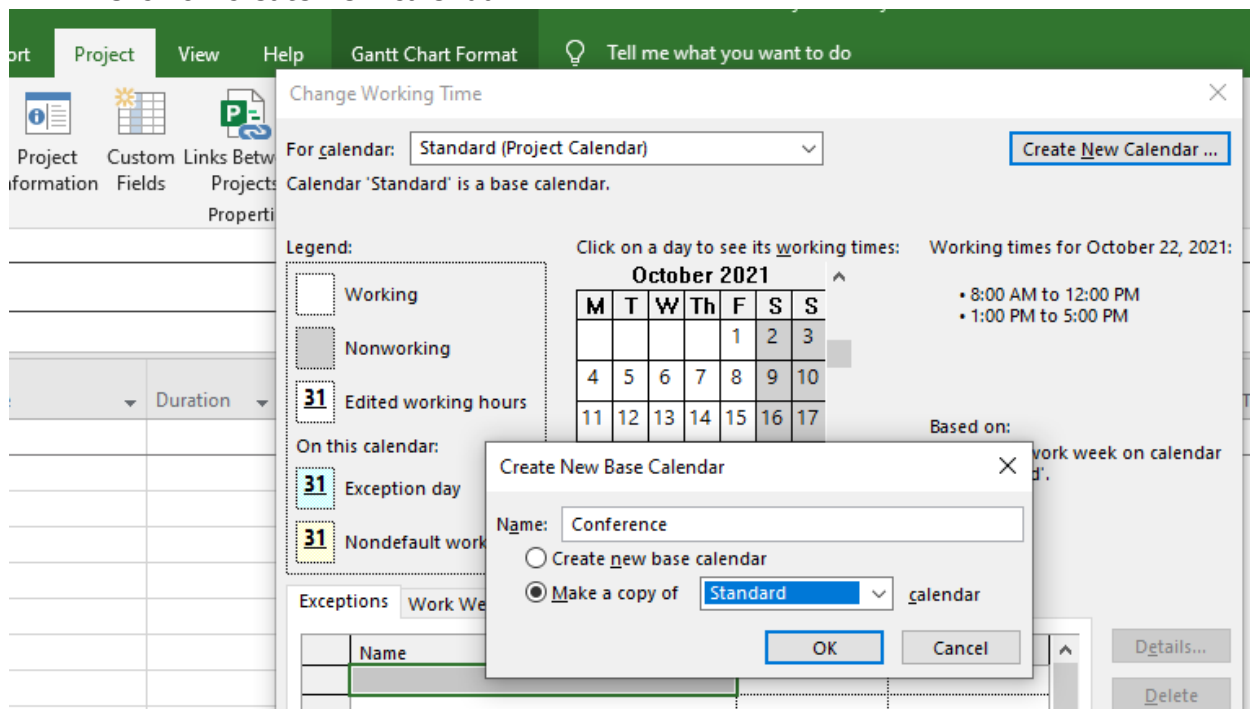 ort Project View Help Gantt Chart Format Tell me what you want to do
Change Working Time
For calendar: Standard (Project Calendar) Create New Calendar ...
Calendar 'Standard' is a base calendar.
Project
Information
Custom
Fields
Links Betw
Projects
Properti
Legend:
Working
Nonworking
31 Edited working hours
On this calendar:
31 Exception day
31 Nondefault work
Click on a day to see its working times:
October 2021
M T W Th F S S
1 2 3
4 5 6 7 8 9 10
11 12 13 14 15 16 17
Working times for October 22, 2021:
• 8:00 AM to 12:00 PM
• 1:00 PM to 5:00 PM
Based on:
work week on calendar
d'.
Duration
Create New Base Calendar
Name: Conference
Create new base calendar
Make a copy of Standard calendar
OK Cancel
Exceptions Work We
Name
Details...
Delete